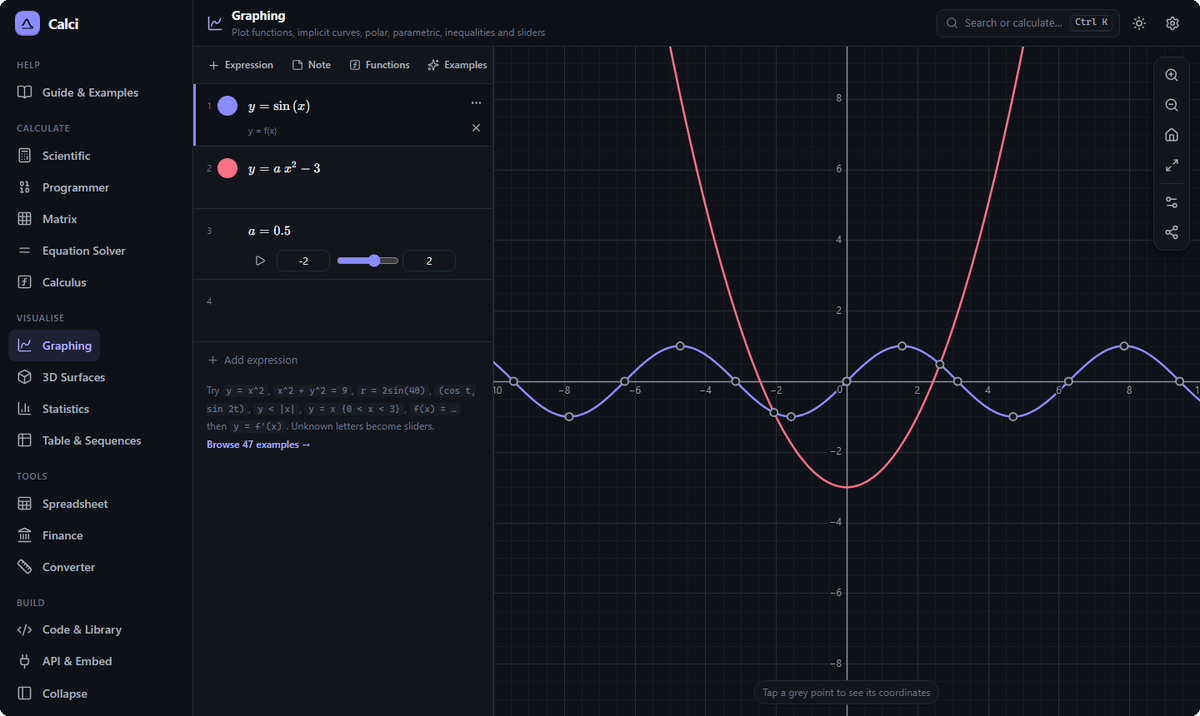 Calci
HELP
Guide & Examples
CALCULATE
Scientific
Programmer
Matrix
Equation Solver
Calculus
VISUALISE
Graphing
3D Surfaces
Statistics
Table & Sequences
TOOLS
Spreadsheet
Finance
Converter
BUILD
Code & Library
API & Embed
Collapse
Graphing
Plot functions, implicit curves, polar, parametric, inequalities and sliders
Search or calculate... Ctrl K
Expression Note Functions Examples
1 y = sin (x)
y = f(x)
2 y = a x² − 3
3 a = 0.5
-2 2
4
Add expression
Try y = x^2, x^2 + y^2 = 9, r = 2sin(4θ), (cos t,
sin 2t), y < |x|, y = x {0 < x < 3}, f(x) = …
then y = f'(x). Unknown letters become sliders.
Browse 47 examples →
8
6
4
2
10 −8 −6 −4 −2 0 2 4 6 8 1
−2
−4
−6
−8
Tap a grey point to see its coordinates